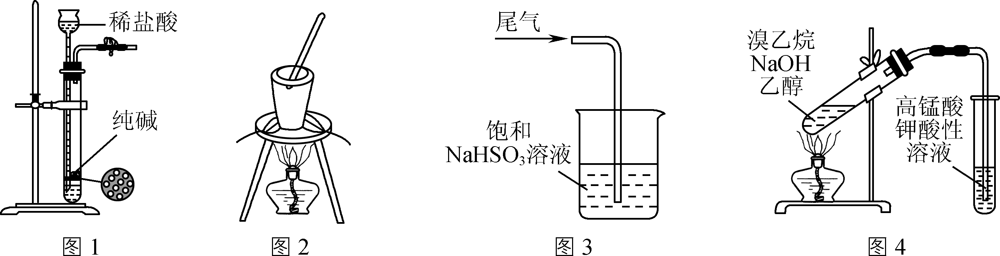 稀盐酸
纯碱
图 1
图 2
尾气
饱和
NaHSO₃溶液
图 3
溴乙烷
NaOH
乙醇
高锰酸
钾酸性
溶液
图 4